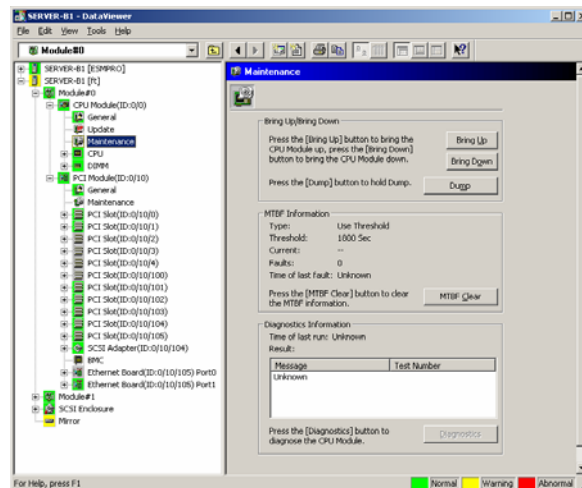 SERVER-B1 - DataViewer
File Edit View Tools Help
Module#0
SERVER-B1 [ESMPRO]
SERVER-B1 [ft]
Module#0
CPU Module(ID:0/0)
General
Update
Maintenance
CPU
DIMM
PCI Module(ID:0/10)
General
Maintenance
PCI Slot(ID:0/10/0)
PCI Slot(ID:0/10/1)
PCI Slot(ID:0/10/2)
PCI Slot(ID:0/10/3)
PCI Slot(ID:0/10/4)
PCI Slot(ID:0/10/100)
PCI Slot(ID:0/10/101)
PCI Slot(ID:0/10/102)
PCI Slot(ID:0/10/103)
PCI Slot(ID:0/10/104)
PCI Slot(ID:0/10/105)
SCSI Adapter(ID:0/10/104)
BMC
Ethernet Board(ID:0/10/105) Port0
Ethernet Board(ID:0/10/105) Port1
Module#1
SCSI Enclosure
Mirror
Maintenance
Bring Up/Bring Down
Press the [Bring Up] button to bring the
CPU Module up, press the [Bring Down]
button to bring the CPU Module down.
Bring Up
Bring Down
Press the [Dump] button to hold Dump.
Dump
MTBF Information
Type: Use Threshold
Threshold: 1800 Sec
Current: --
Faults: 0
Time of last fault: Unknown
Press the [MTBF Clear] button to clear
the MTBF information.
MTBF Clear
Diagnostics Information
Time of last run: Unknown
Result:
Message Test Number
Unknown
Press the [Diagnostics] button to
diagnose the CPU Module.
Diagnostics
For Help, press F1
Normal Warning Abnormal